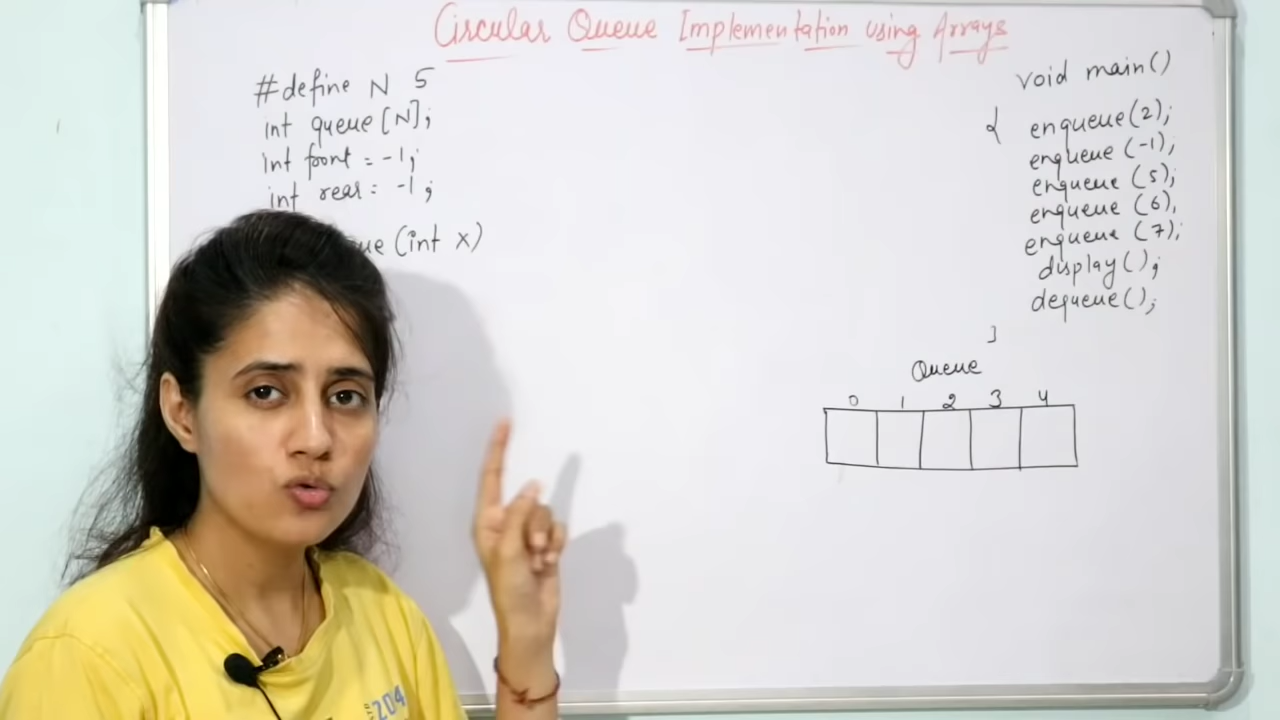 Circular Queue Implementation using Arrays
#define N 5
int queue[N];
int front = -1;
int rear = -1;
(int x)
void main()
{ enqueue(2);
enqueue(-1);
enqueue(5);
enqueue(6),
enqueue(7);
display();
dequeue();
}
Queue
0 1 2 3 4
204